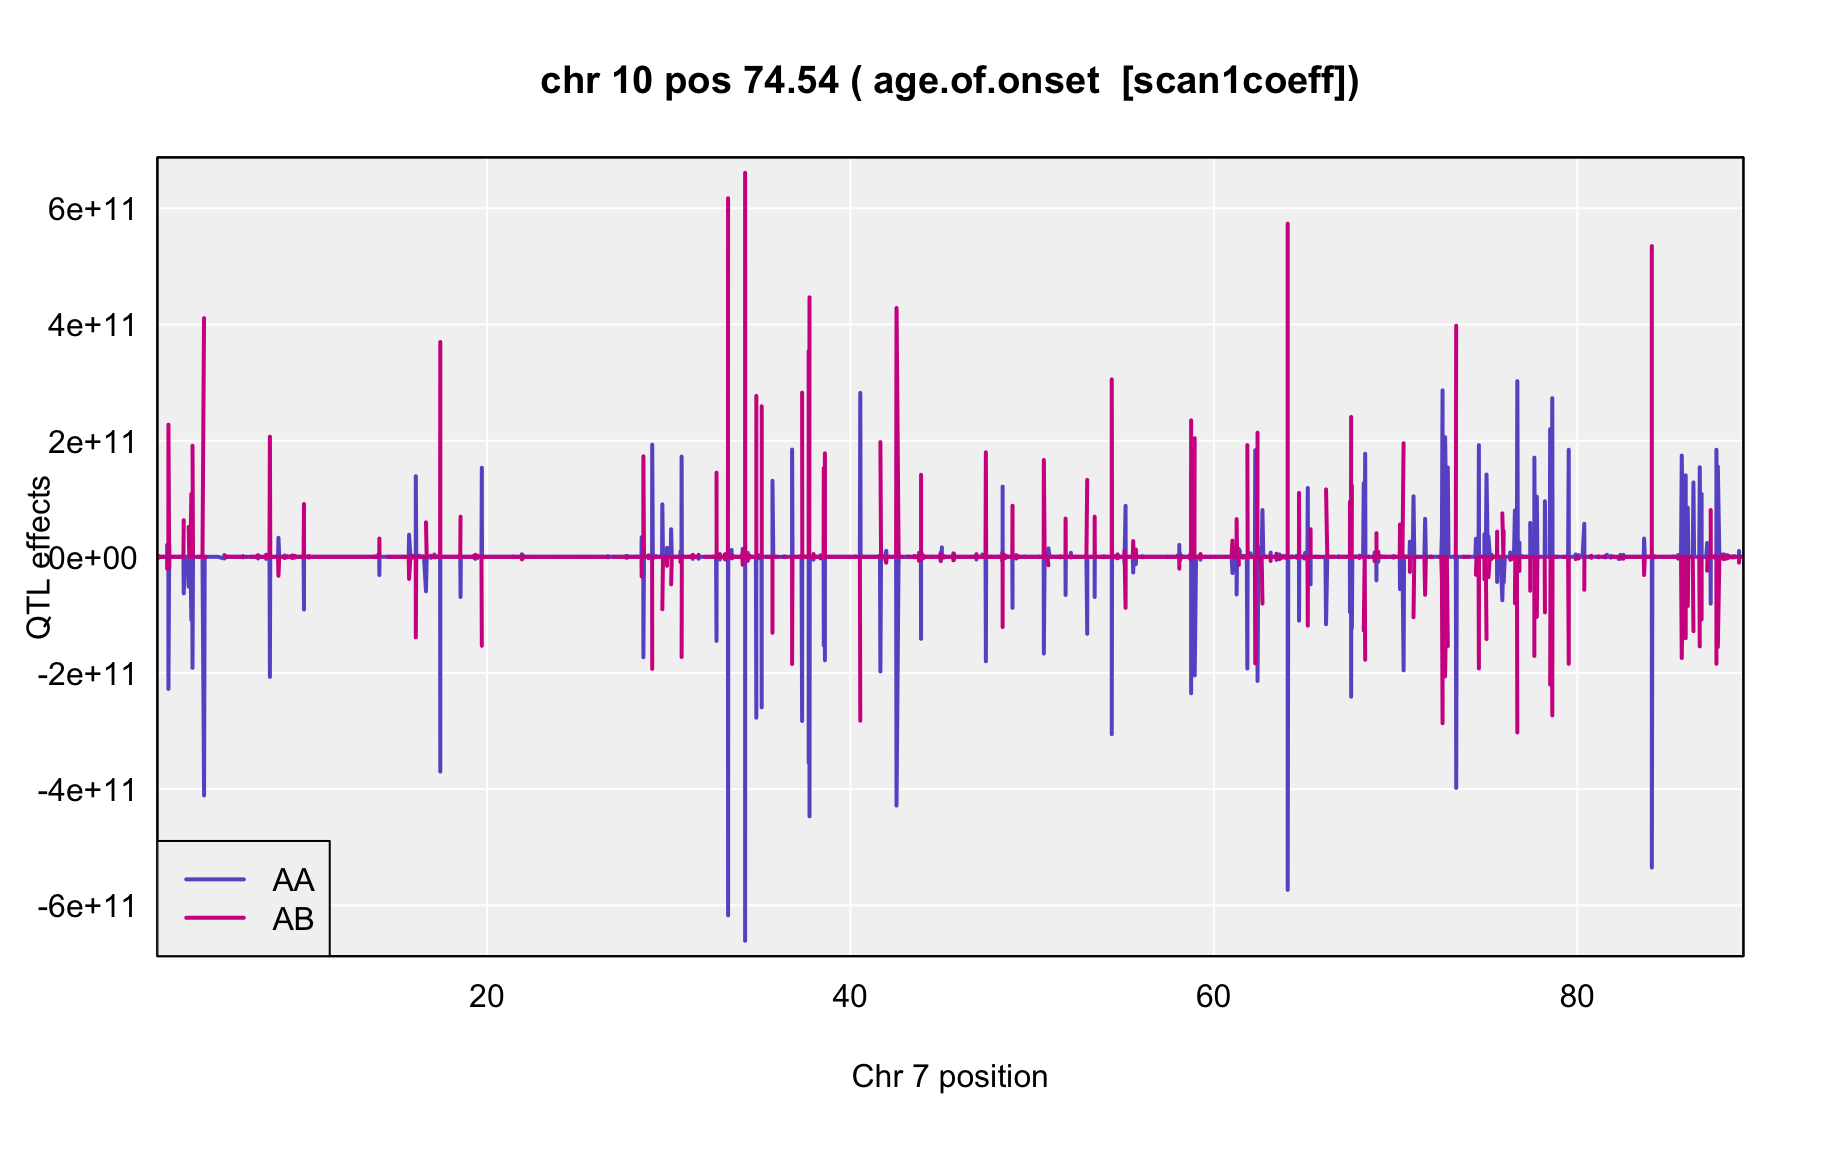 chr 10 pos 74.54 ( age.of.onset  [scan1coeff])
6e+11
4e+11
2e+11
0e+00
-2e+11
-4e+11
-6e+11
QTL effects
AA
AB
20 40 60 80
Chr 7 position